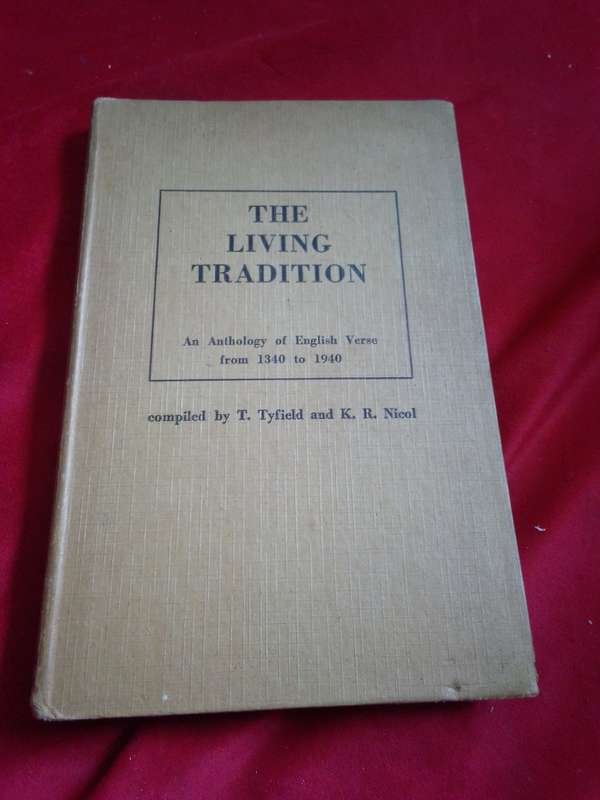 THE
LIVING
TRADITION
An Anthology of English Verse
from 1340 to 1940
compiled by T. Tyfield and K. R. Nicol